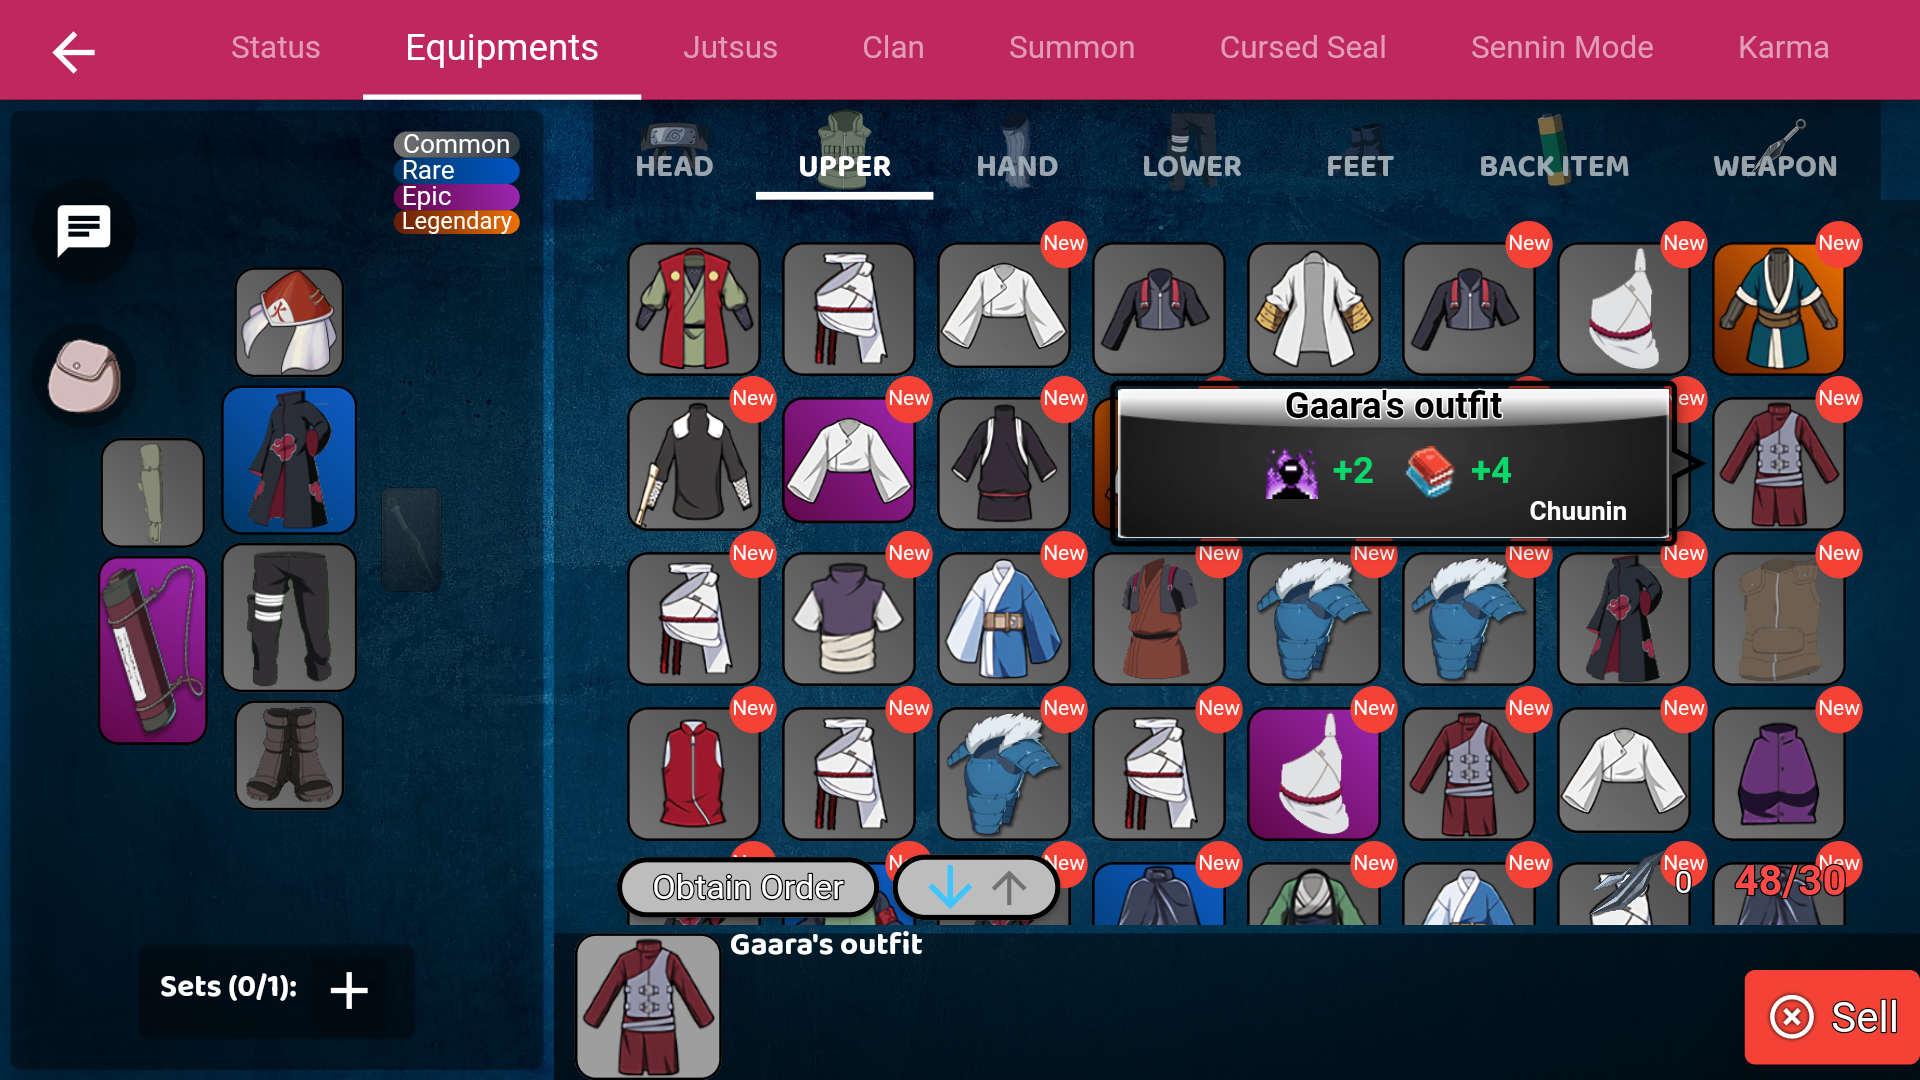 Status Equipments Jutsus Clan Summon Cursed Seal Sennin Mode Karma
Common
Rare
Epic
Legendary
HEAD UPPER HAND LOWER FEET BACK ITEM WEAPON
New New New New
New New New New
Gaara's outfit
+2 +4
Chuunin
New New New New New New New New
New New New New New New New New
New New New New New New
Obtain Order
0 48/30
Gaara's outfit
Sets (0/1):
Sell